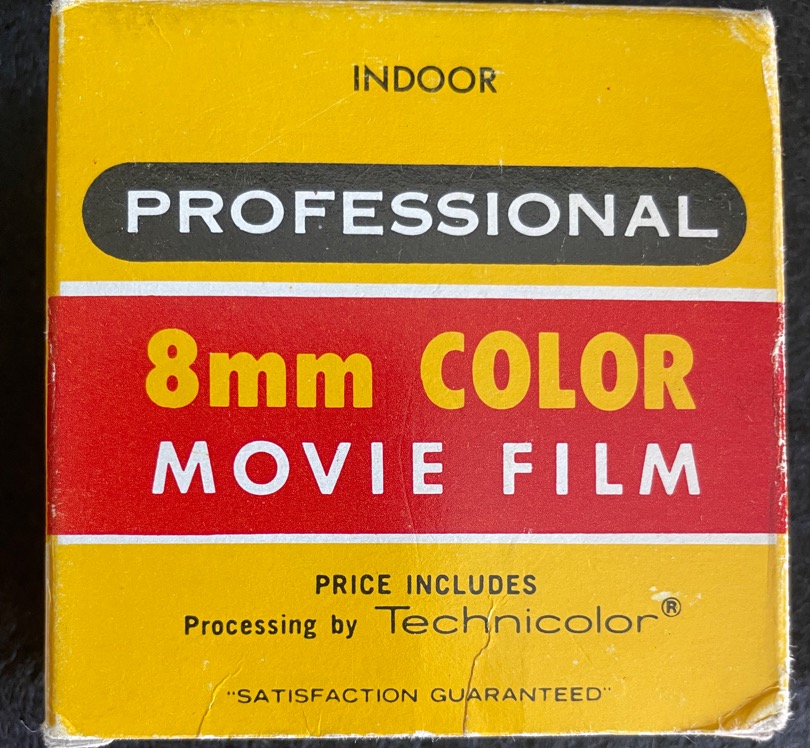 INDOOR
PROFESSIONAL
8mm COLOR
MOVIE FILM
PRICE INCLUDES
Processing by Technicolor®
"SATISFACTION GUARANTEED"